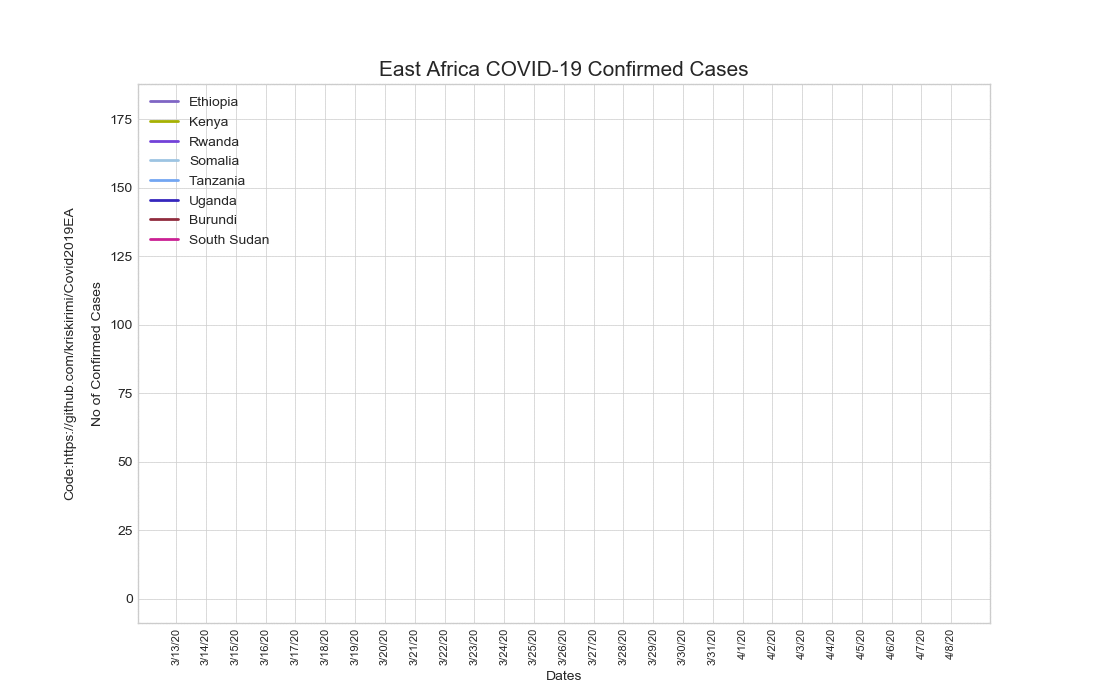 East Africa COVID-19 Confirmed Cases
Ethiopia
Kenya
Rwanda
Somalia
Tanzania
Uganda
Burundi
South Sudan
175
150
125
100
75
50
25
0
No of Confirmed Cases
Code:https://github.com/kriskirimi/Covid2019EA
3/13/20
3/14/20
3/15/20
3/16/20
3/17/20
3/18/20
3/19/20
3/20/20
3/21/20
3/22/20
3/23/20
3/24/20
3/25/20
3/26/20
3/27/20
3/28/20
3/29/20
3/30/20
3/31/20
4/1/20
4/2/20
4/3/20
4/4/20
4/5/20
4/6/20
4/7/20
4/8/20
Dates